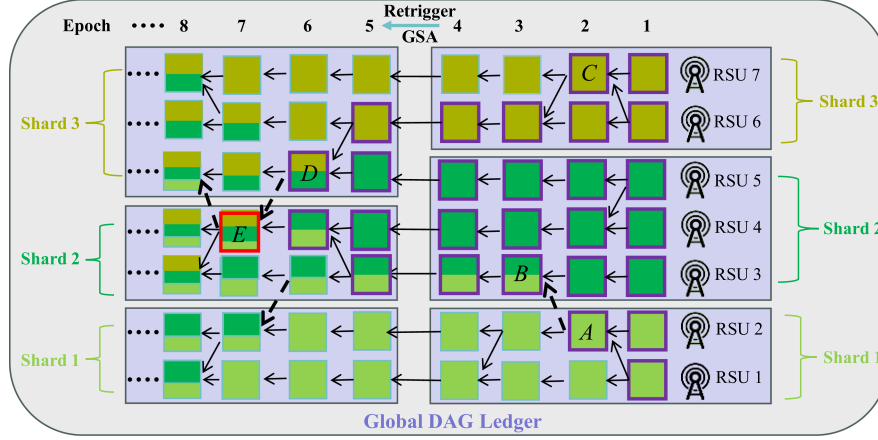 Retrigger
Epoch ···· 8 7 6 5 4 3 2 1
GSA
···· C RSU 7
Shard 3 ···· RSU 6 Shard 3
···· D RSU 5
···· E RSU 4
Shard 2 Shard 2
···· B RSU 3
···· A RSU 2
Shard 1 Shard 1
···· RSU 1
Global DAG Ledger